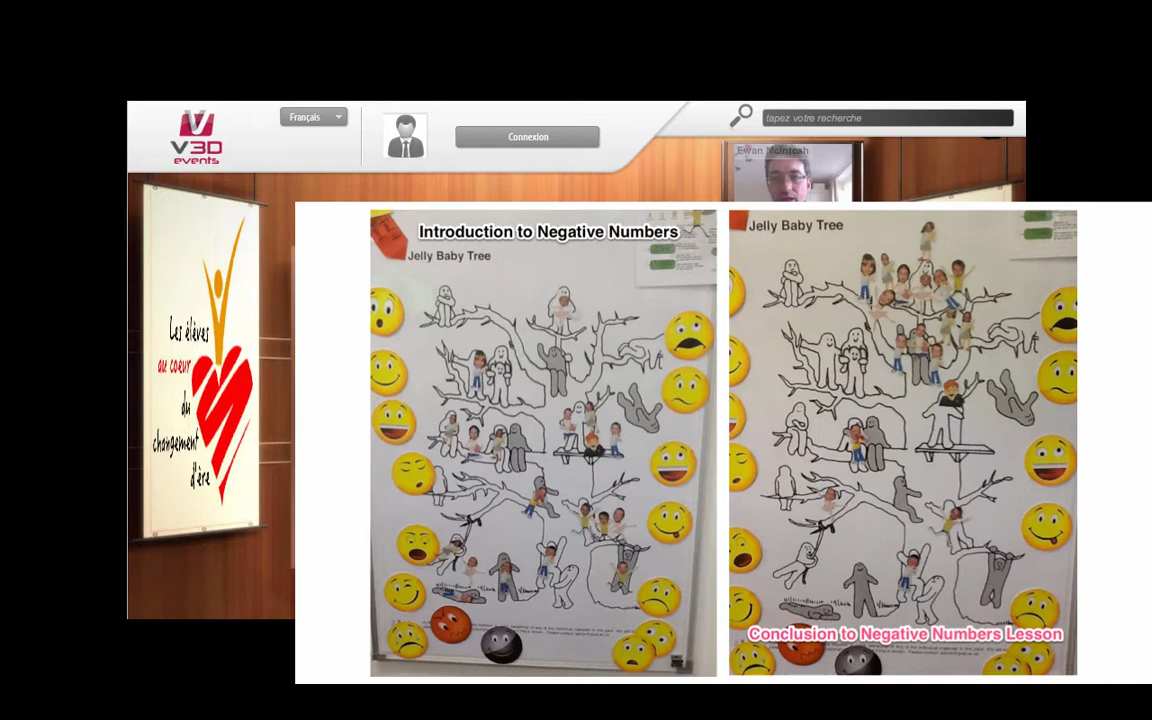 Français
Connexion
tapez votre recherche
V3D
events
Ewan McIntosh
Les élèves
au cœur
du
changement
d'ère
Introduction to Negative Numbers
Jelly Baby Tree
Jelly Baby Tree
Conclusion to Negative Numbers Lesson